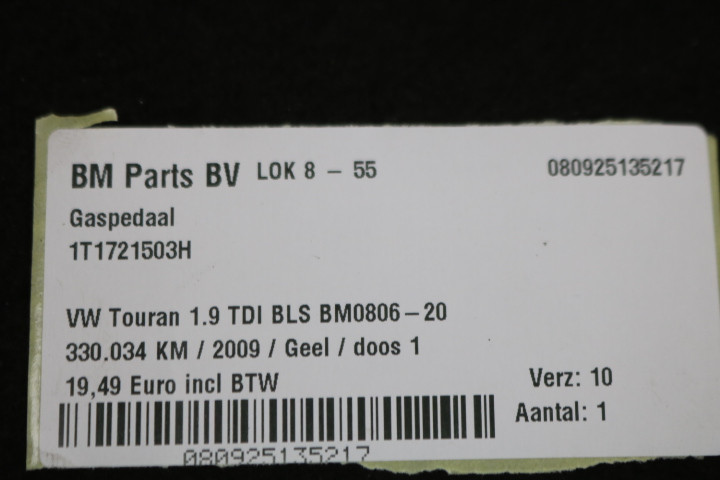 BM Parts BV LOK 8 – 55 080925135217
Gaspedaal
1T1721503H
VW Touran 1.9 TDI BLS BM0806–20
330.034 KM / 2009 / Geel / doos 1
19,49 Euro incl BTW Verz: 10
Aantal: 1
080925135217